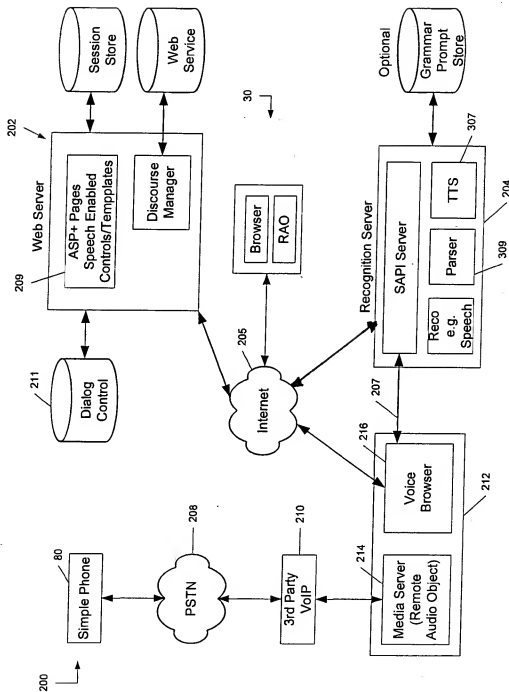 200
Simple Phone
80
PSTN
208
3rd Party
VoIP
210
Media Server
(Remote
Audio Object)
214
Voice
Browser
216
212
207
Dialog
Control
211
Internet
205
Web Server
202
ASP+ Pages
Speech Enabled
Controls/Tempplates
209
Discourse
Manager
Session
Store
Web
Service
Browser
RAO
30
Recognition Server
SAPI Server
Reco
e.g.
Speech
Parser
309
TTS
307
204
Optional
Grammar
Prompt
Store